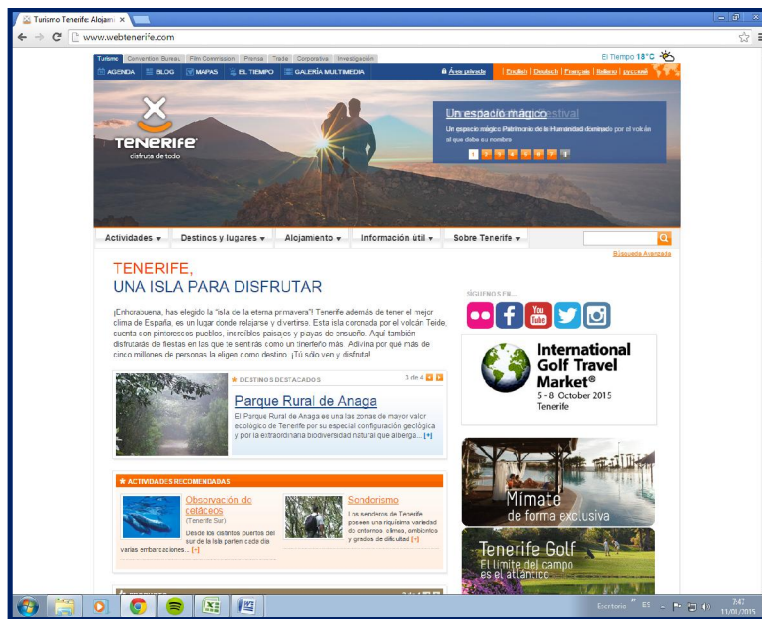 Turismo Tenerife: Alojami
www.webtenerife.com
Turismo Convention Bureau Film Commission Prensa Trade Corporativa Investigación
El Tiempo 18°C
AGENDA BLOG MAPAS EL TIEMPO GALERÍA MULTIMEDIA
Área privada | English | Deutsch | Français | Italiano | русский
TENERIFE
disfruta de todo
Un espacio mágico
Un espacio mágico Patrimonio de la Humanidad dominado por el volcán
al que debe su nombre
1 2 3 4 5 6 7
Actividades Destinos y lugares Alojamiento Información útil Sobre Tenerife
Búsqueda Avanzada
TENERIFE,
UNA ISLA PARA DISFRUTAR
¡Enhorabuena, has elegido la "isla de la eterna primavera"! Tenerife además de tener el mejor
clima de España, es un lugar donde relajarse y divertirse. Esta isla coronada por el volcán Teide,
cuenta con pintorescos pueblos, increíbles paisajes y playas de ensueño. Aquí también
disfrutarás de fiestas en las que te sentirás como un tinerfeño más. Adivina por qué más de
cinco millones de personas la eligen como destino. ¡Tú sólo ven y disfruta!
SÍGUENOS EN...
You
Tube
International
Golf Travel
Market®
5 - 8 October 2015
Tenerife
DESTINOS DESTACADOS
3 de 4
Parque Rural de Anaga
El Parque Rural de Anaga es una las zonas de mayor valor
ecológico de Tenerife por su especial configuración geológica
y por la extraordinaria biodiversidad natural que alberga... [+]
ACTIVIDADES RECOMENDADAS
Observación de
cetáceos
(Tenerife Sur)
Desde los distintos puertos del
sur de la isla parten cada día
varias embarcaciones... [+]
Senderismo
Los senderos de Tenerife
poseen una riquísima variedad
de entornos, climas, ambientes
y grados de dificultad [+]
Mímate
de forma exclusiva
Tenerife Golf
El límite del campo
es el atlántico
Escritorio ES
7:47
11/01/2015